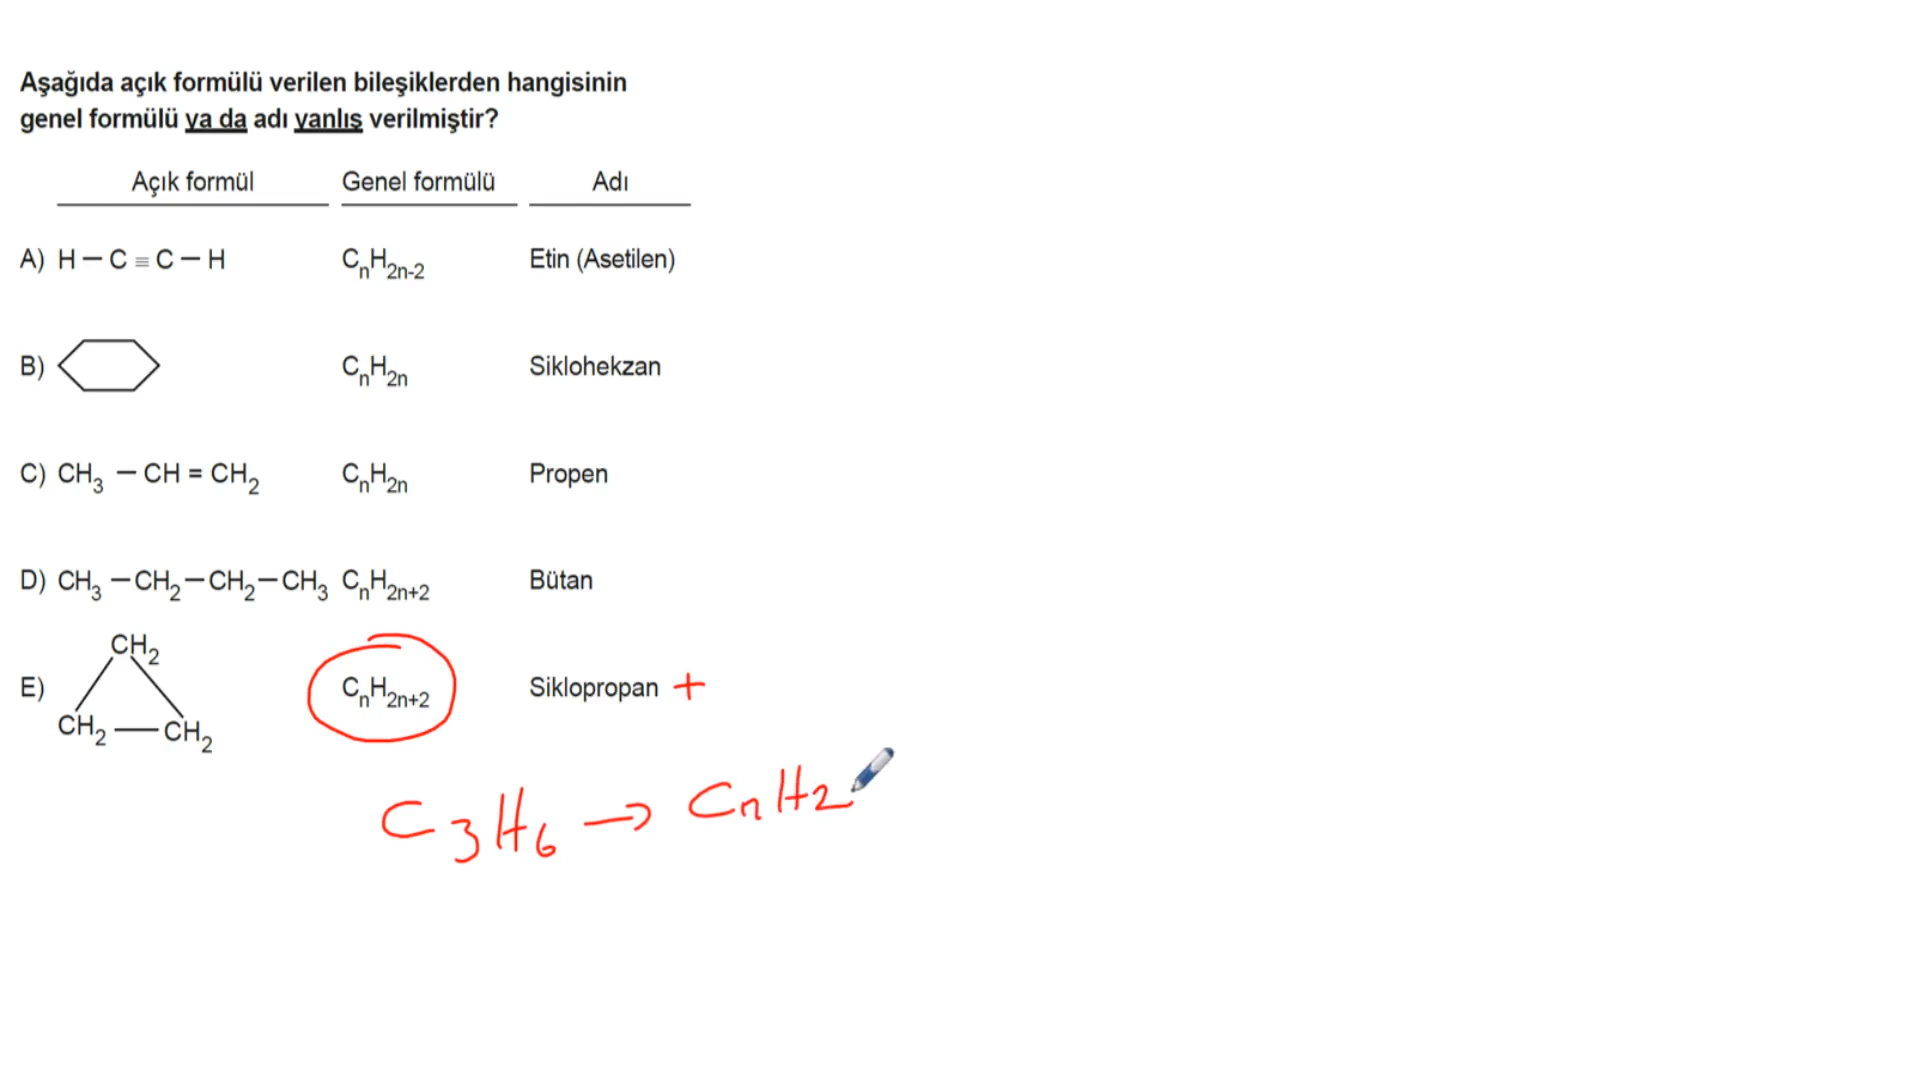 Aşağıda açık formülü verilen bileşiklerden hangisinin
genel formülü ya da adı yanlış verilmiştir?
Açık formül Genel formülü Adı
A) H — C ≡ C — H CₙH₂ₙ₋₂ Etin (Asetilen)
B) CₙH₂ₙ Siklohekzan
C) CH₃ — CH = CH₂ CₙH₂ₙ Propen
D) CH₃ — CH₂ — CH₂ — CH₃ CₙH₂ₙ₊₂ Bütan
CH₂
E) CₙH₂ₙ₊₂ Siklopropan +
CH₂ — CH₂
C₃H₆ → CₙH₂